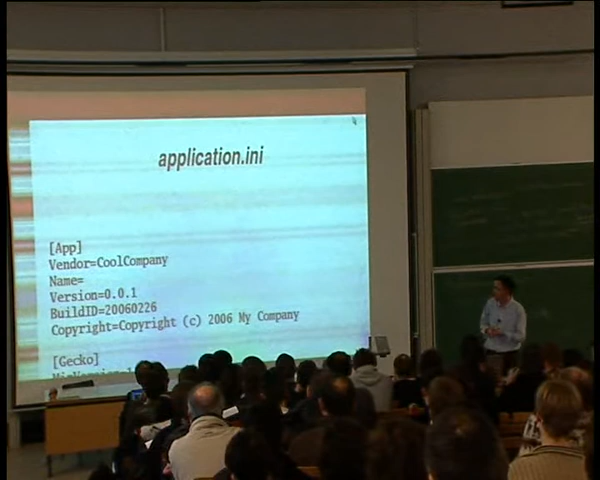 application.ini
[App]
Vendor=CoolCompany
Name=
Version=0.0.1
BuildID=20060226
Copyright=Copyright (c) 2006 My Company
[Gecko]